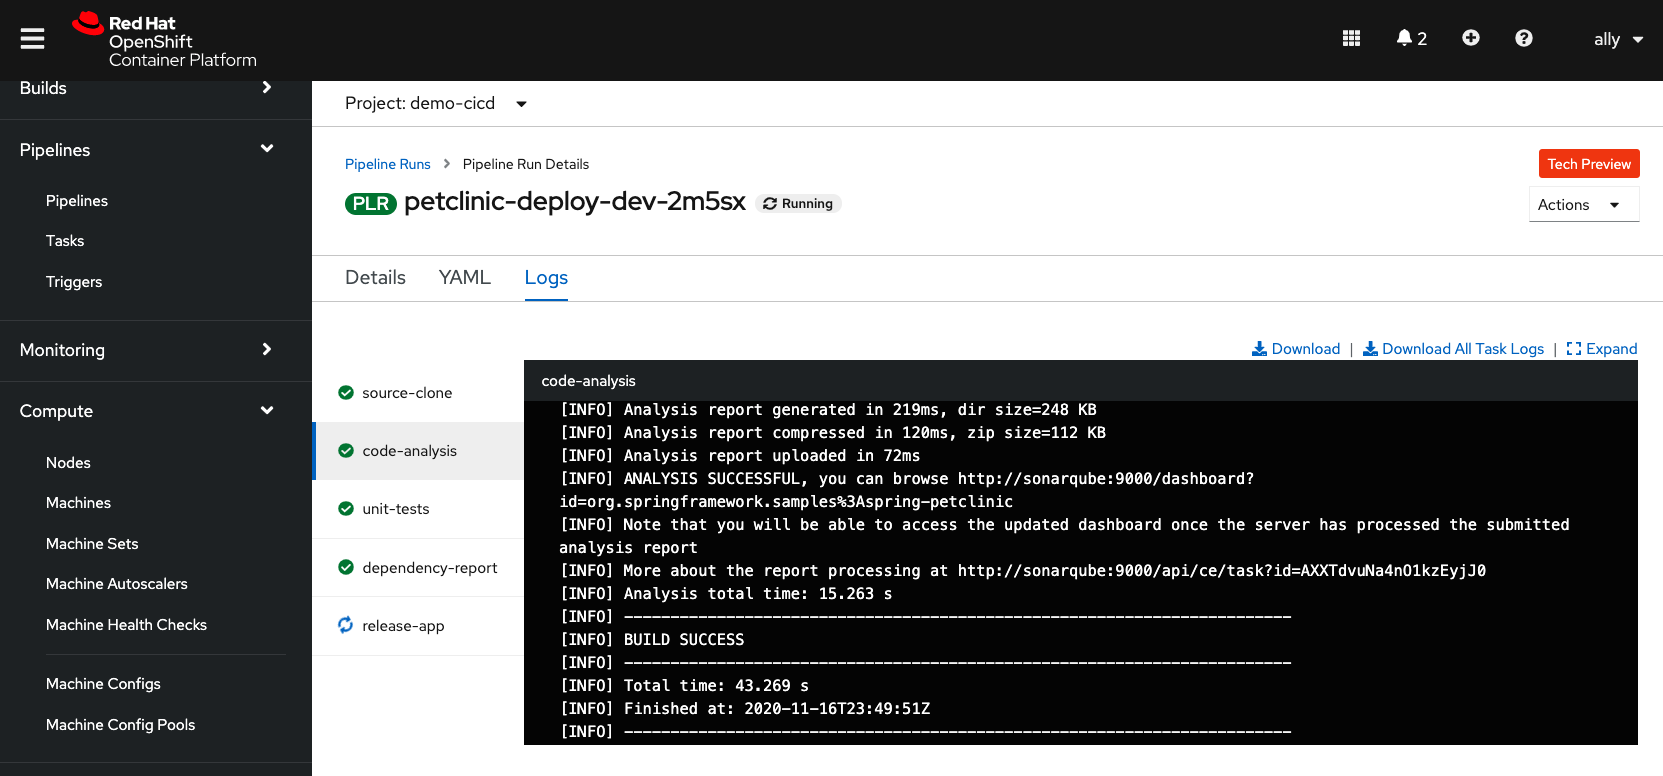 Red Hat
OpenShift
Container Platform
2
ally
Builds
Pipelines
Pipelines
Tasks
Triggers
Monitoring
Compute
Nodes
Machines
Machine Sets
Machine Autoscalers
Machine Health Checks
Machine Configs
Machine Config Pools
Project: demo-cicd
Pipeline Runs > Pipeline Run Details
Tech Preview
PLR petclinic-deploy-dev-2m5sx Running
Actions
Details YAML Logs
Download | Download All Task Logs | Expand
source-clone
code-analysis
unit-tests
dependency-report
release-app
code-analysis
[INFO] Analysis report generated in 219ms, dir size=248 KB
[INFO] Analysis report compressed in 120ms, zip size=112 KB
[INFO] Analysis report uploaded in 72ms
[INFO] ANALYSIS SUCCESSFUL, you can browse http://sonarqube:9000/dashboard?
id=org.springframework.samples%3Aspring-petclinic
[INFO] Note that you will be able to access the updated dashboard once the server has processed the submitted
analysis report
[INFO] More about the report processing at http://sonarqube:9000/api/ce/task?id=AXXTdvuNa4nO1kzEyjJ0
[INFO] Analysis total time: 15.263 s
[INFO] ------------------------------------------------------------------------
[INFO] BUILD SUCCESS
[INFO] ------------------------------------------------------------------------
[INFO] Total time: 43.269 s
[INFO] Finished at: 2020-11-16T23:49:51Z
[INFO] ------------------------------------------------------------------------